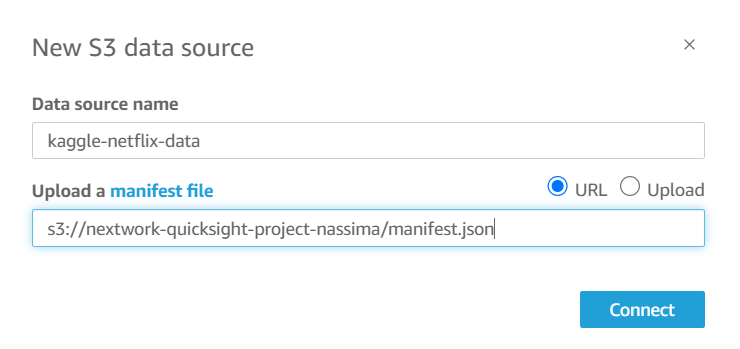 New S3 data source
Data source name
kaggle-netflix-data
Upload a manifest file URL Upload
s3://nextwork-quicksight-project-nassima/manifest.json
Connect